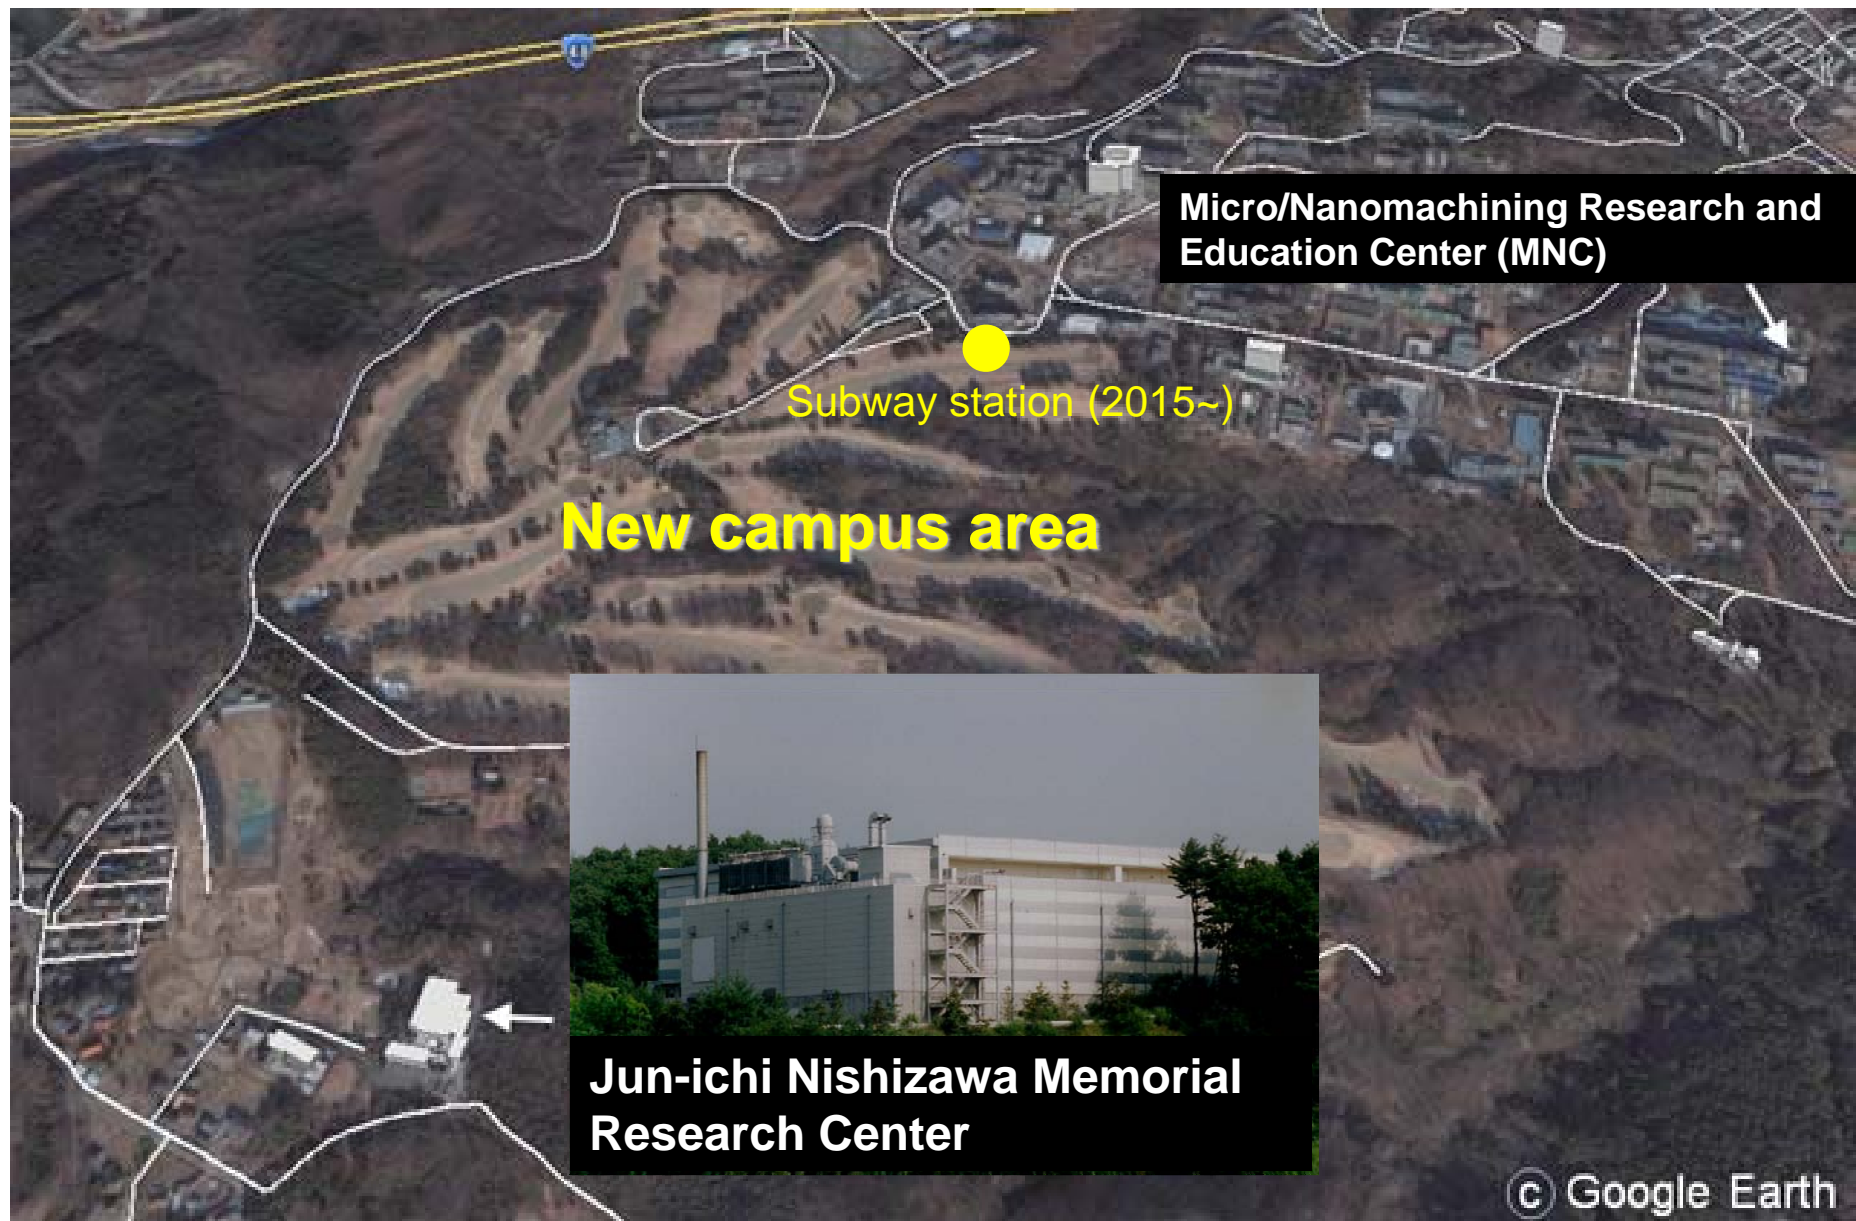 Micro/Nanomachining Research and
Education Center (MNC)
Subway station (2015~)
New campus area
Jun-ichi Nishizawa Memorial
Research Center
(c) Google Earth